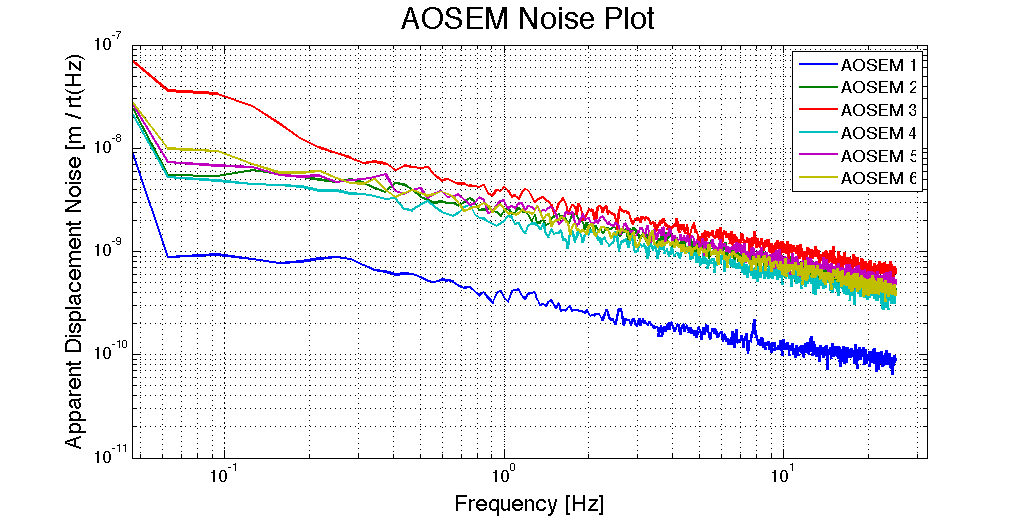 AOSEM Noise Plot
10^-7
10^-8
10^-9
10^-10
10^-11
Apparent Displacement Noise [m / rt(Hz)
AOSEM 1
AOSEM 2
AOSEM 3
AOSEM 4
AOSEM 5
AOSEM 6
10^-1
10^0
10^1
Frequency [Hz]